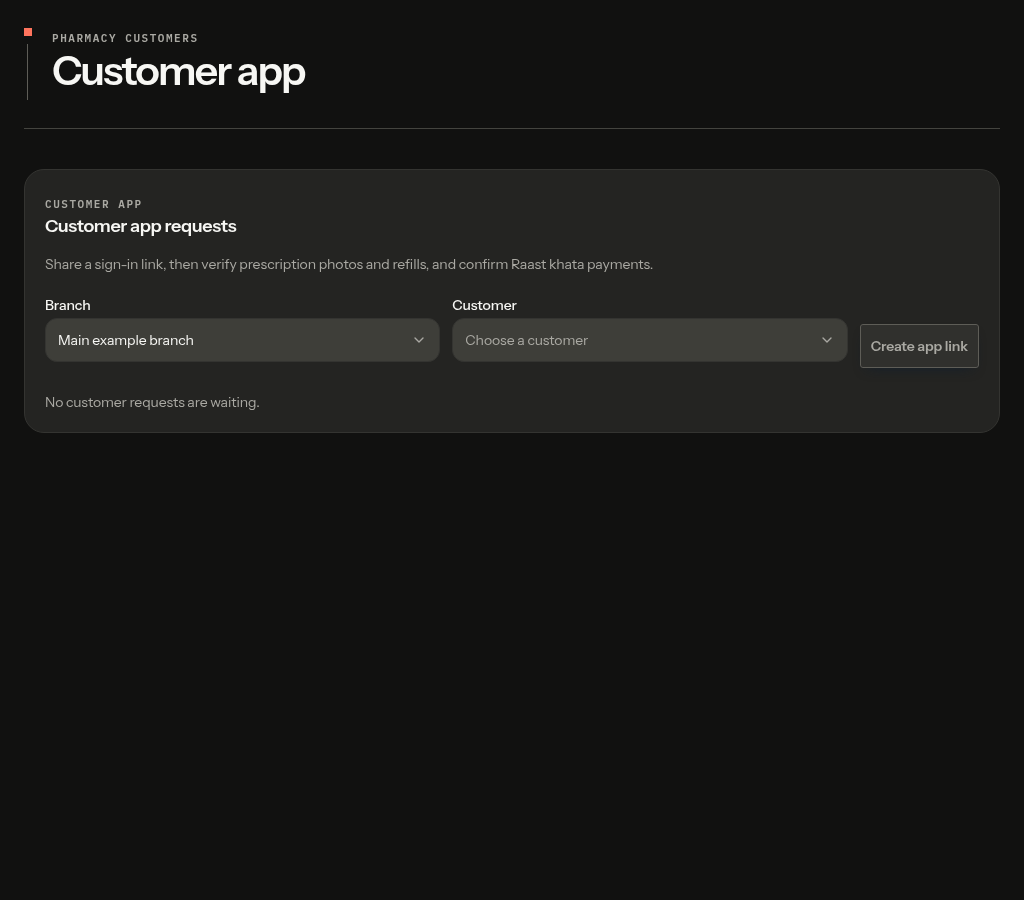 PHARMACY CUSTOMERS
Customer app
CUSTOMER APP
Customer app requests
Share a sign-in link, then verify prescription photos and refills, and confirm Raast khata payments.
Branch
Customer
Main example branch
Choose a customer
Create app link
No customer requests are waiting.